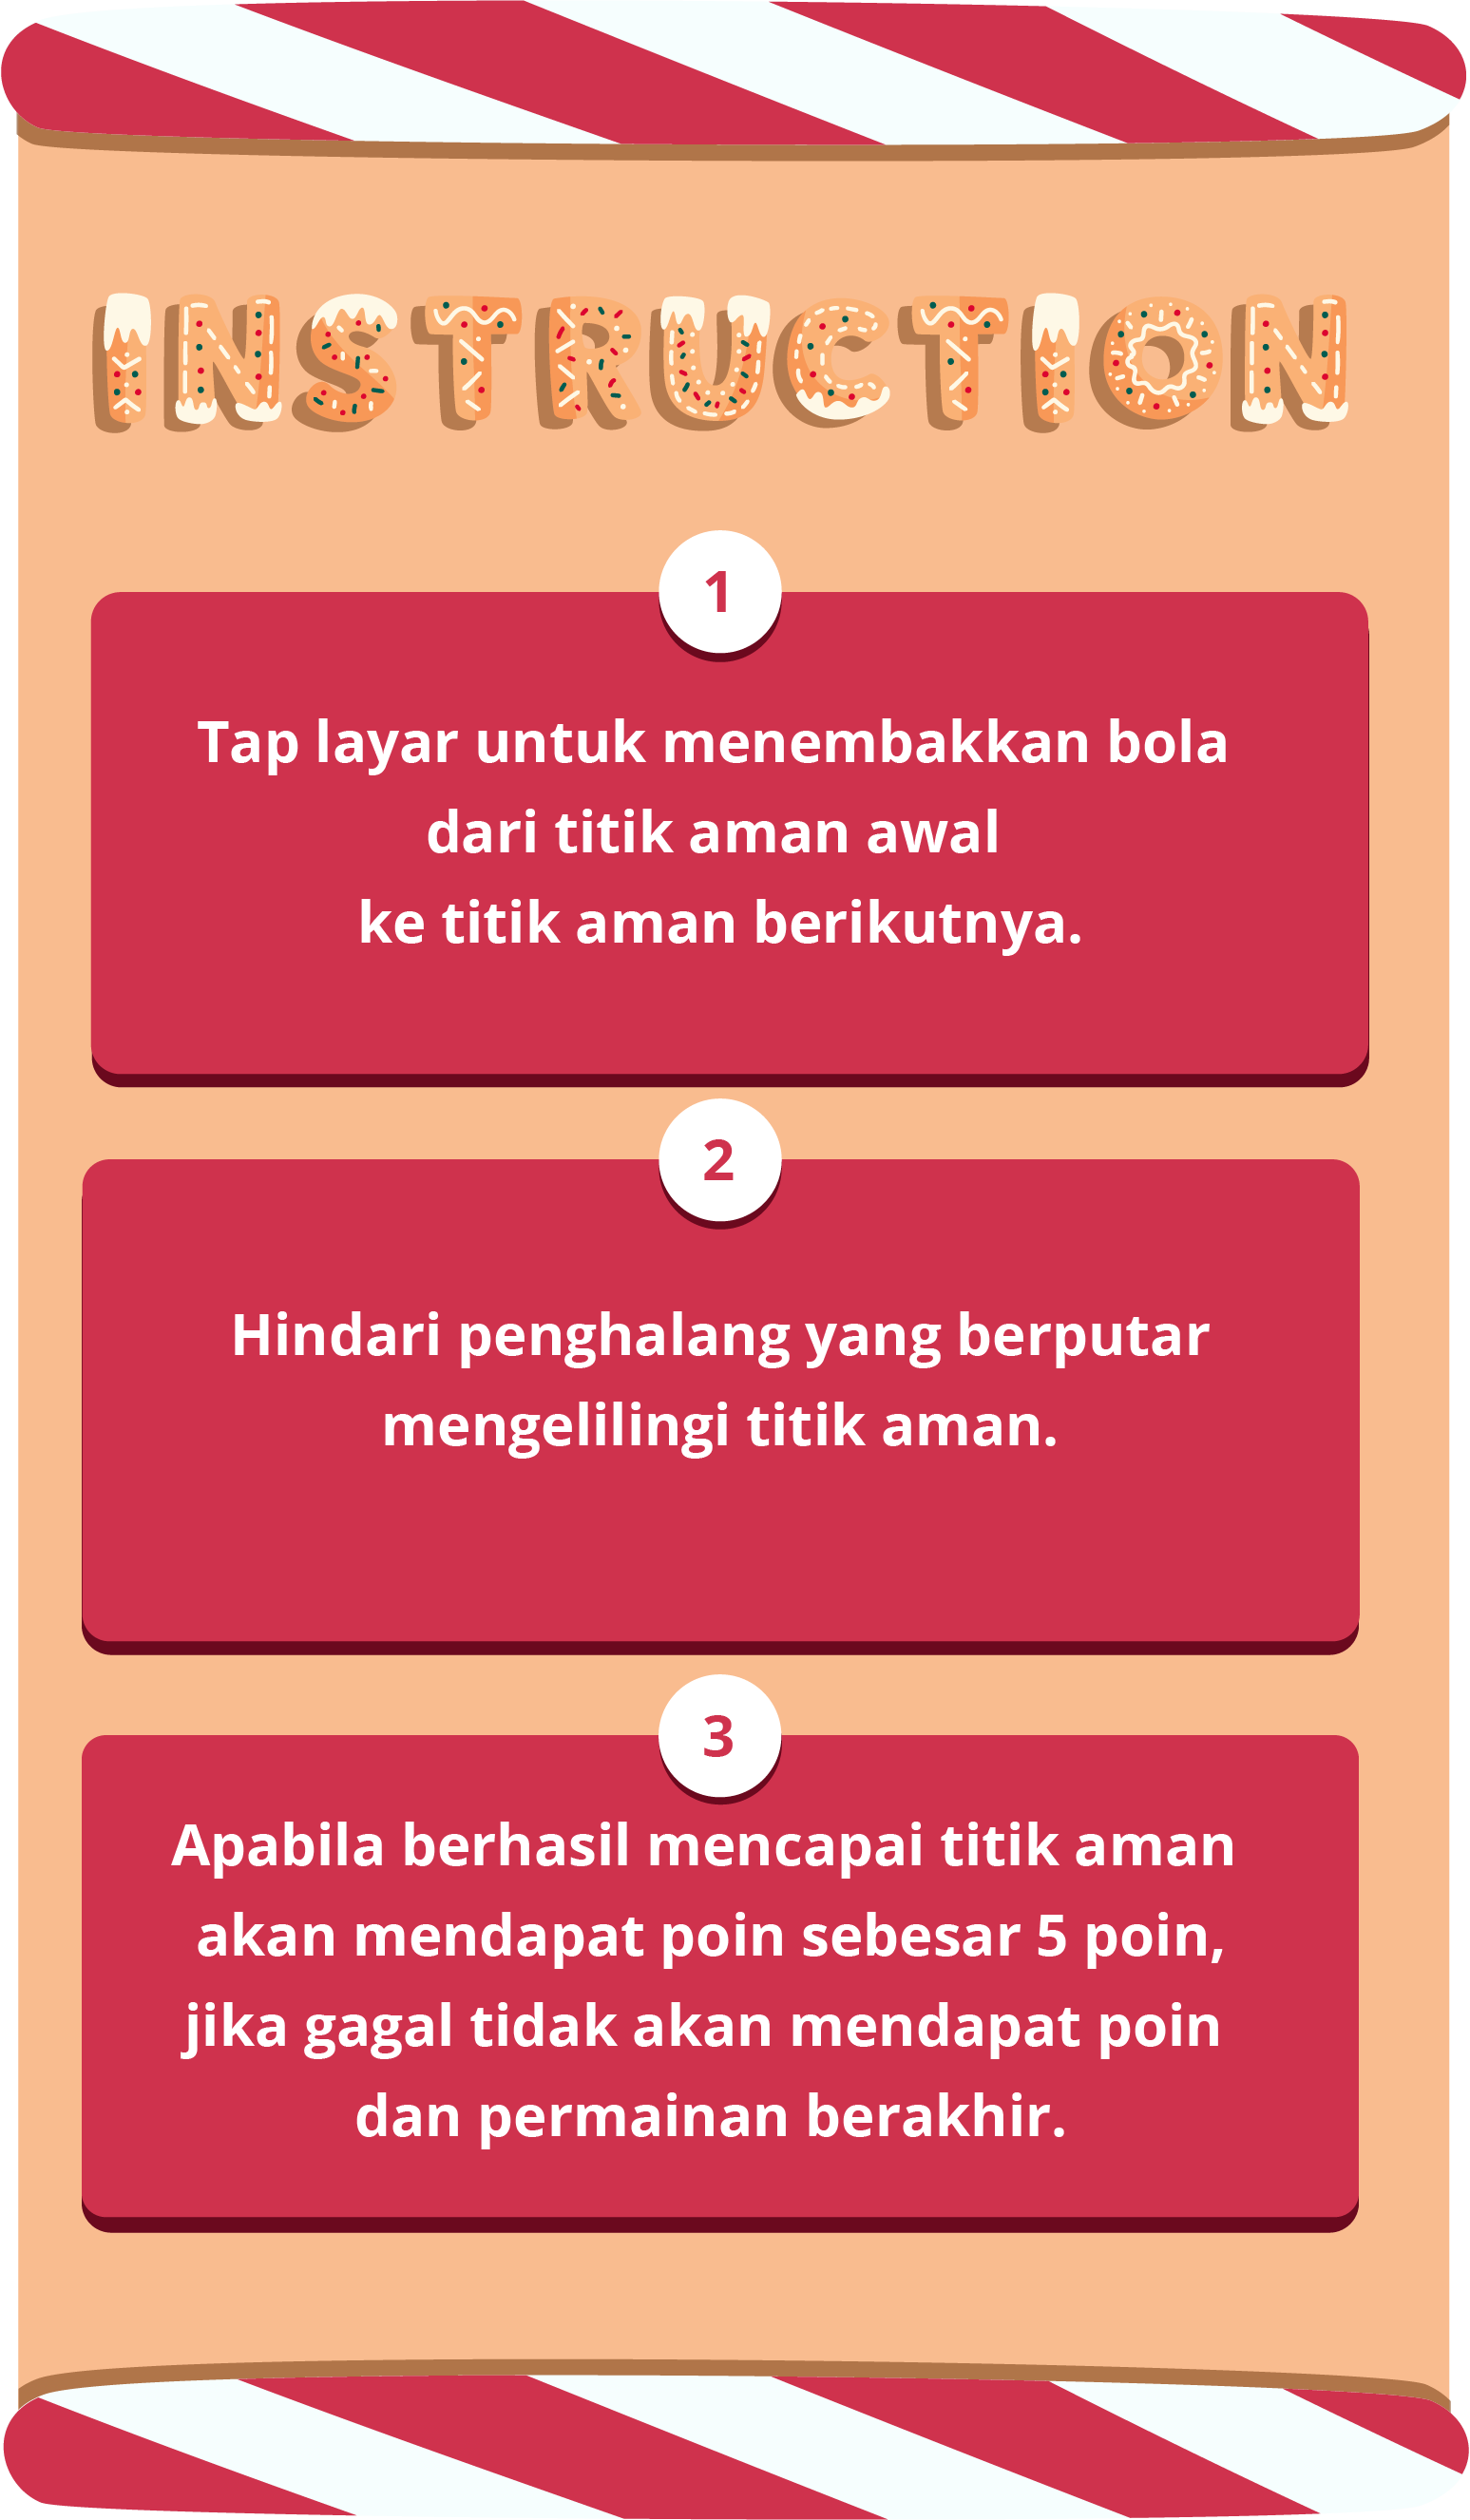 INSTRUCTION
1
Tap layar untuk menembakkan bola
dari titik aman awal
ke titik aman berikutnya.
2
Hindari penghalang yang berputar
mengelilingi titik aman.
3
Apabila berhasil mencapai titik aman
akan mendapat poin sebesar 5 poin,
jika gagal tidak akan mendapat poin
dan permainan berakhir.